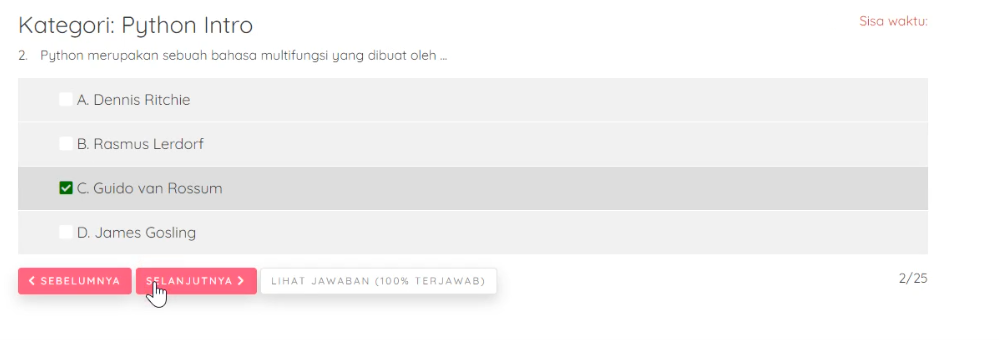 Kategori: Python Intro
Sisa waktu:
2. Python merupakan sebuah bahasa multifungsi yang dibuat oleh ...
A. Dennis Ritchie
B. Rasmus Lerdorf
C. Guido van Rossum
D. James Gosling
SEBELUMNYA
SELANJUTNYA
LIHAT JAWABAN (100% TERJAWAB)
2/25